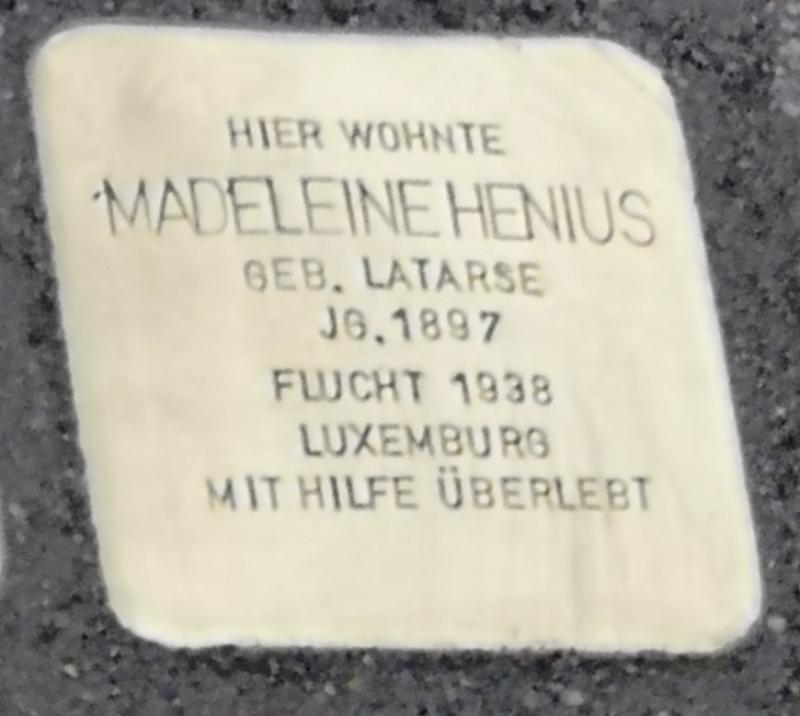 HIER WOHNTE
MADELEINE HENIUS
GEB. LATARSE
JG. 1897
FLUCHT 1938
LUXEMBURG
MIT HILFE ÜBERLEBT